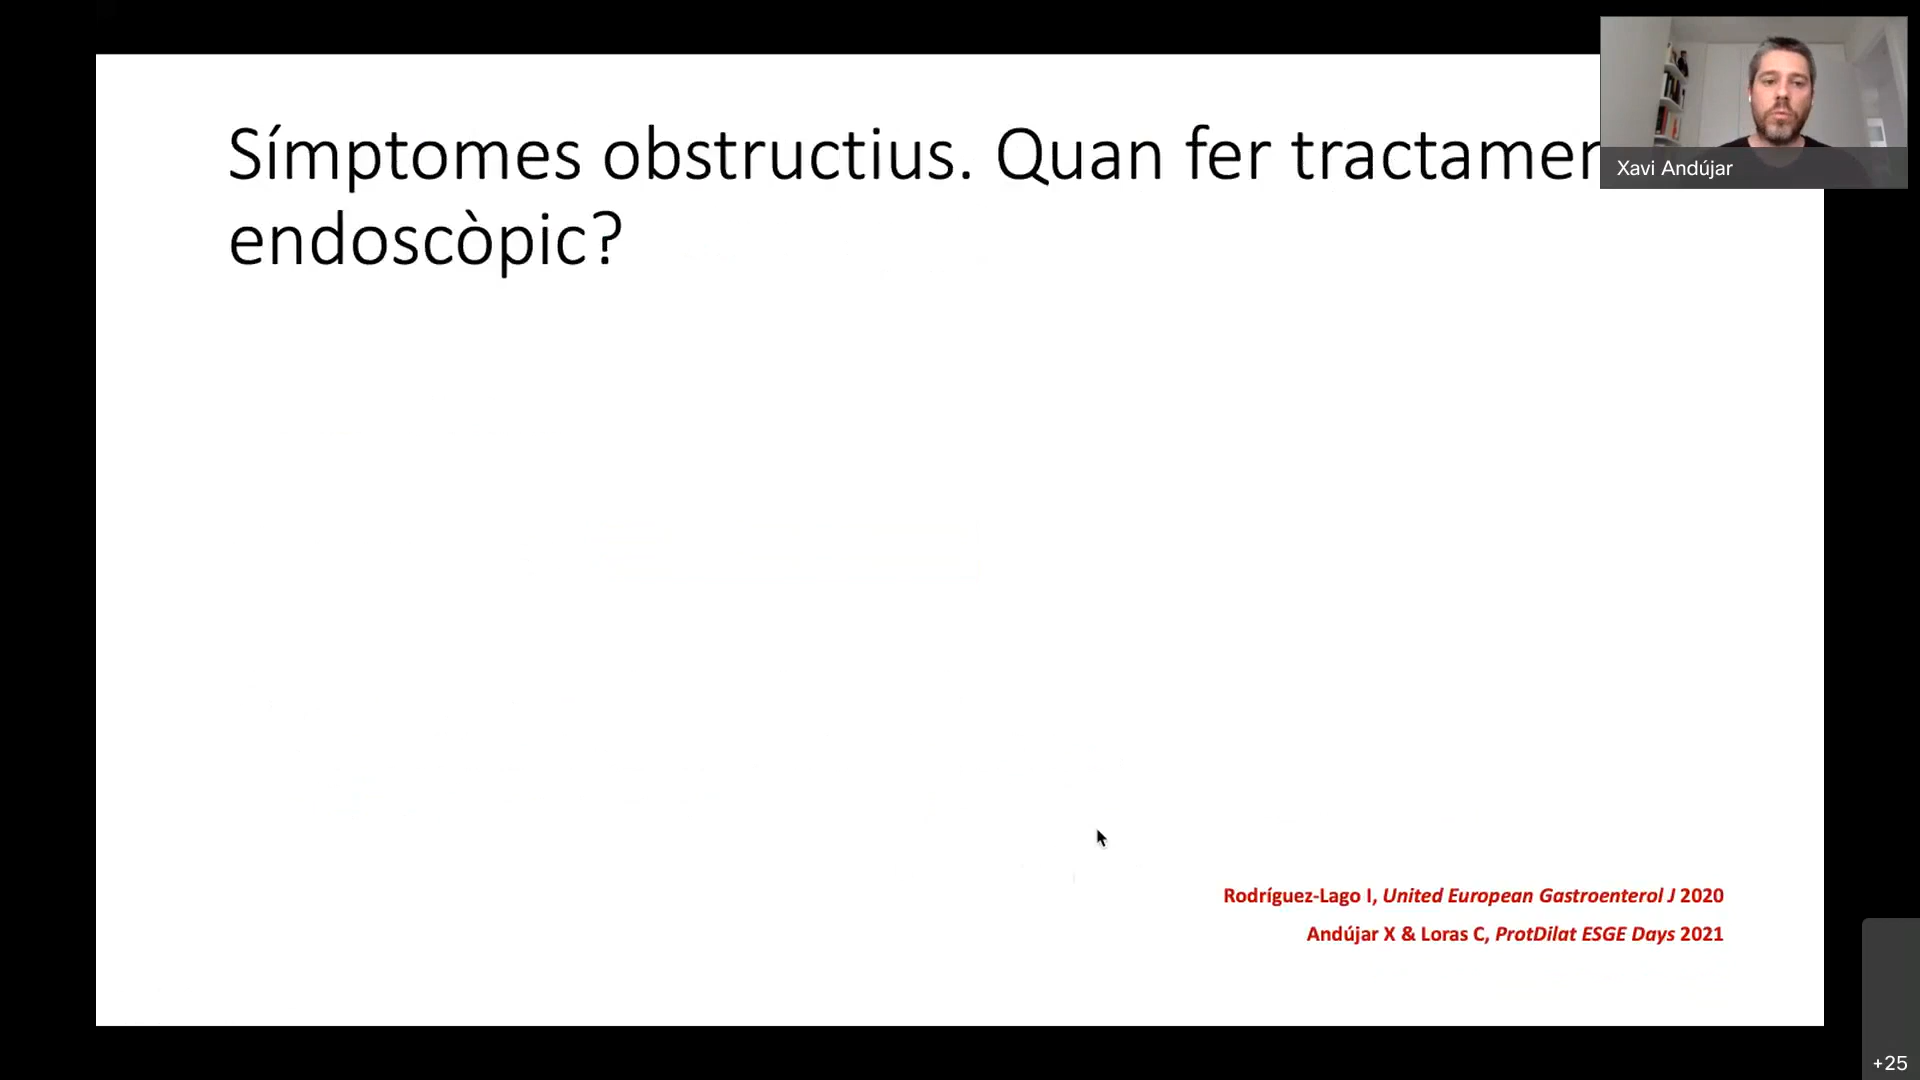 Símptomes obstructius. Quan fer tractamen
endoscòpic?
Xavi Andújar
Rodríguez-Lago I, United European Gastroenterol J 2020
Andújar X & Loras C, ProtDilat ESGE Days 2021
+25